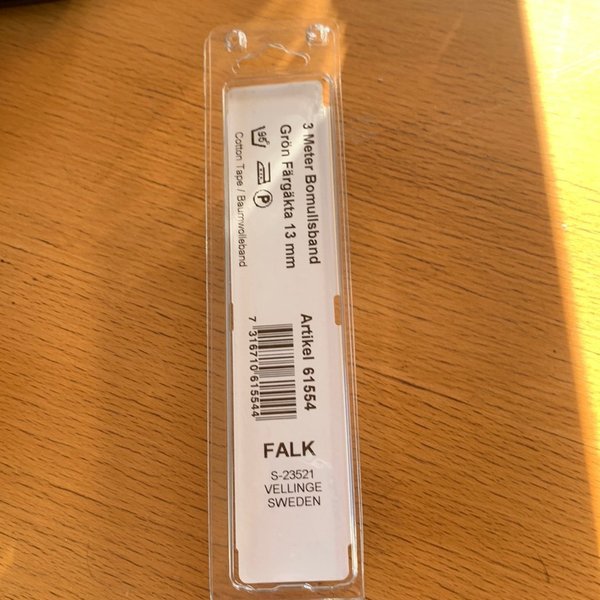 3 Meter Bomullsband
Grön Färgäkta 13 mm
95° P
Cotton Tape / Baumwolleband
Artikel 61554
7 316710 615544
FALK
S-23521
VELLINGE
SWEDEN